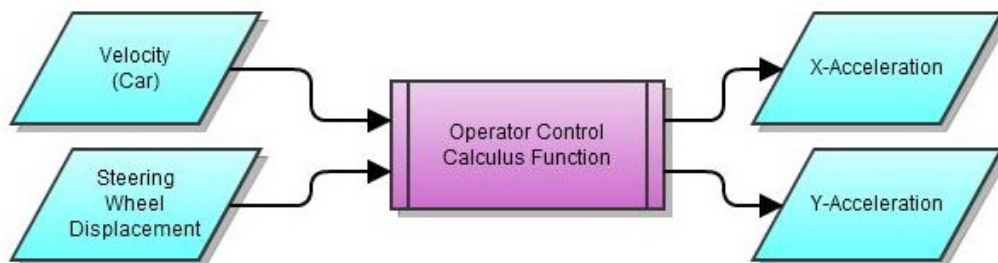 Velocity
(Car)
Steering
Wheel
Displacement
Operator Control
Calculus Function
X-Acceleration
Y-Acceleration